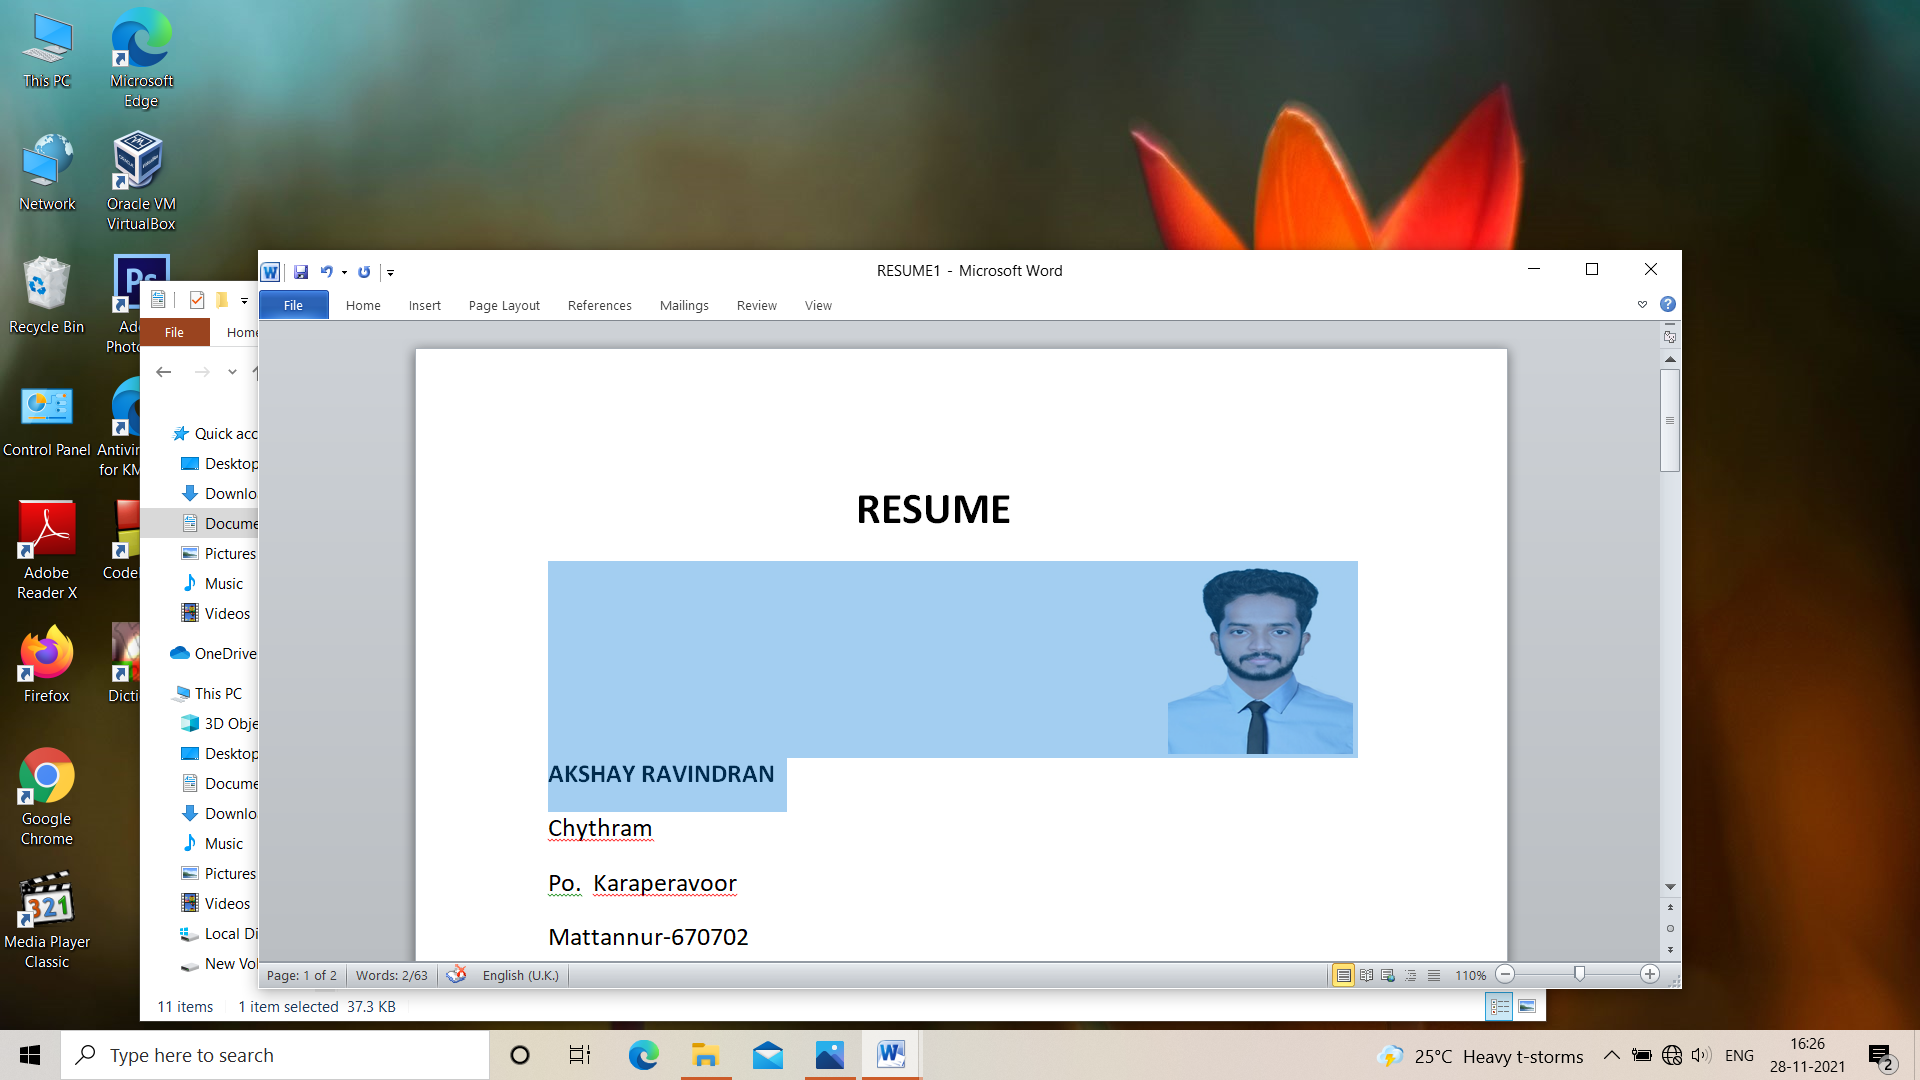 This PC
Microsoft
Edge
Network
Oracle VM
VirtualBox
Recycle Bin
Ps
Control Panel
for KM
Adobe
Reader X
Firefox
Google
Chrome
321
Media Player
Classic
File
Home
Quick acc
Desktop
Downlo
Docume
Pictures
Music
Videos
OneDrive
This PC
3D Obje
Desktop
Docume
Downlo
Music
Pictures
Videos
Local Di
New Vol
11 items
1 item selected 37.3 KB
RESUME1 - Microsoft Word
File Home Insert Page Layout References Mailings Review View
RESUME
AKSHAY RAVINDRAN
Chythram
Po. Karaperavoor
Mattannur-670702
Page: 1 of 2 Words: 2/63 English (U.K.) 110%
Type here to search
25°C Heavy t-storms
ENG
16:26
28-11-2021
2